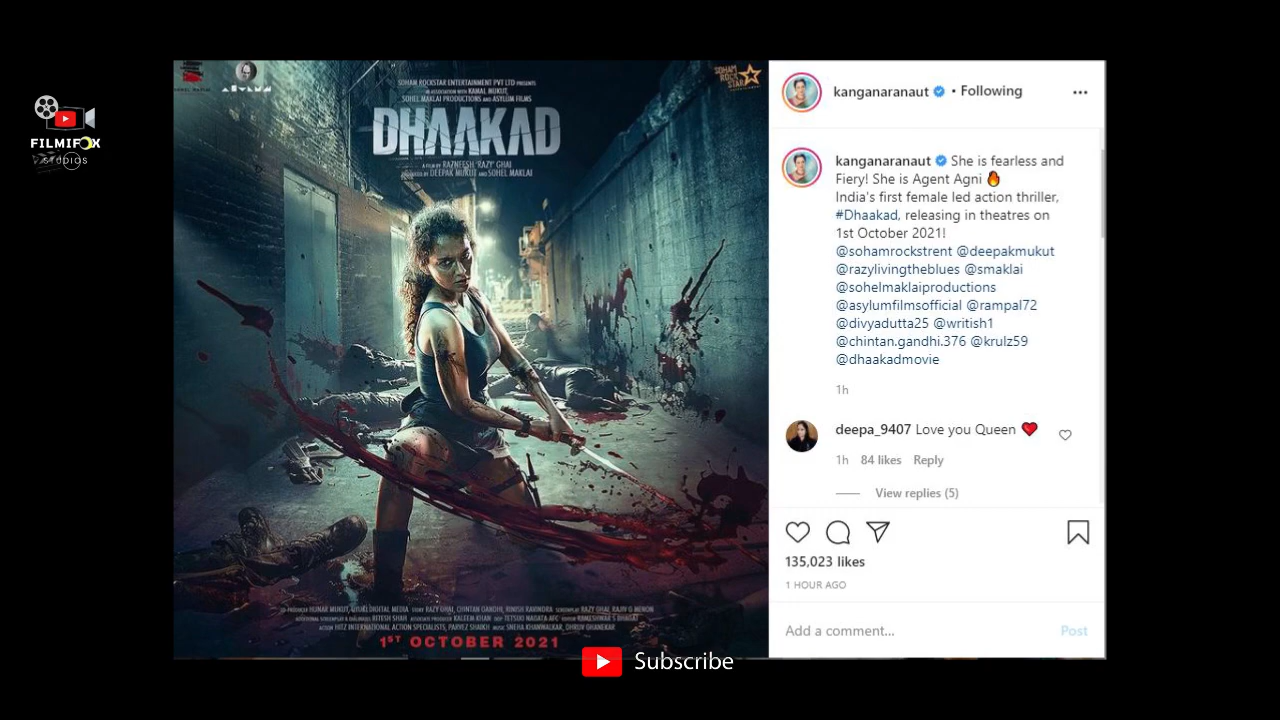 FILMIFOX
STUDIOS
SOHAM ROCKSTAR ENTERTAINMENT PVT LTD PRESENTS
IN ASSOCIATION WITH KAMAL MUKUT,
SOHEL MAKLAI PRODUCTIONS AND ASYLUM FILMS
DHAAKAD
A FILM BY RAZNEESH 'RAZY' GHAI
PRODUCED BY DEEPAK MUKUT AND SOHEL MAKLAI
SOHAM
ROCK
STAR
ENTERTAINMENT
ASYLUM
1ST OCTOBER 2021
kanganaranaut • Following
kanganaranaut She is fearless and
Fiery! She is Agent Agni 🔥
India's first female led action thriller,
#Dhaakad, releasing in theatres on
1st October 2021!
@sohamrockstrent @deepakmukut
@razylivingtheblues @smaklai
@sohelmaklaiproductions
@asylumfilmsofficial @rampal72
@divyadutta25 @writish1
@chintan.gandhi.376 @krulz59
@dhaakadmovie
1h
deepa_9407 Love you Queen ❤️
1h 84 likes Reply
View replies (5)
135,023 likes
1 HOUR AGO
Add a comment... Post
Subscribe